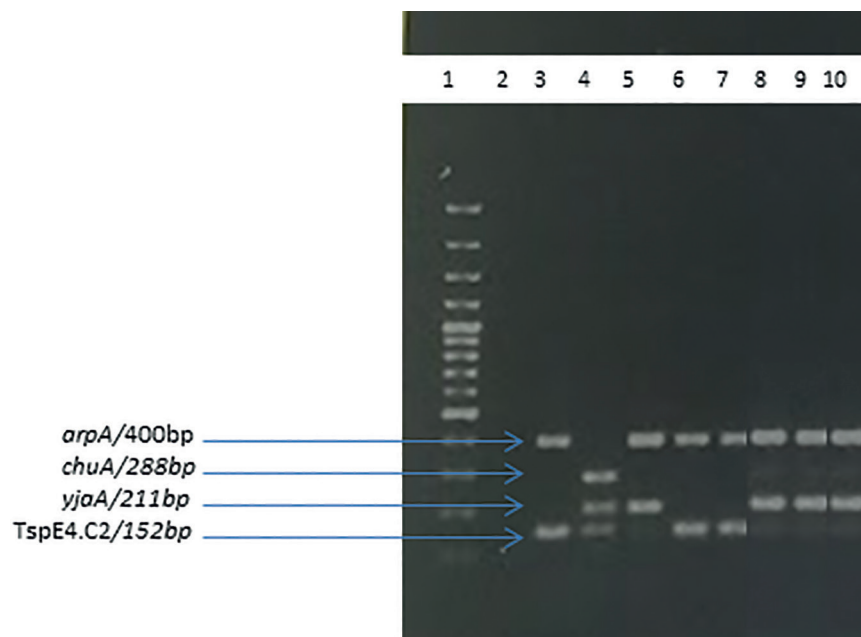 1 2 3 4 5 6 7 8 9 10
arpA/400bp
chuA/288bp
yjaA/211bp
TspE4.C2/152bp